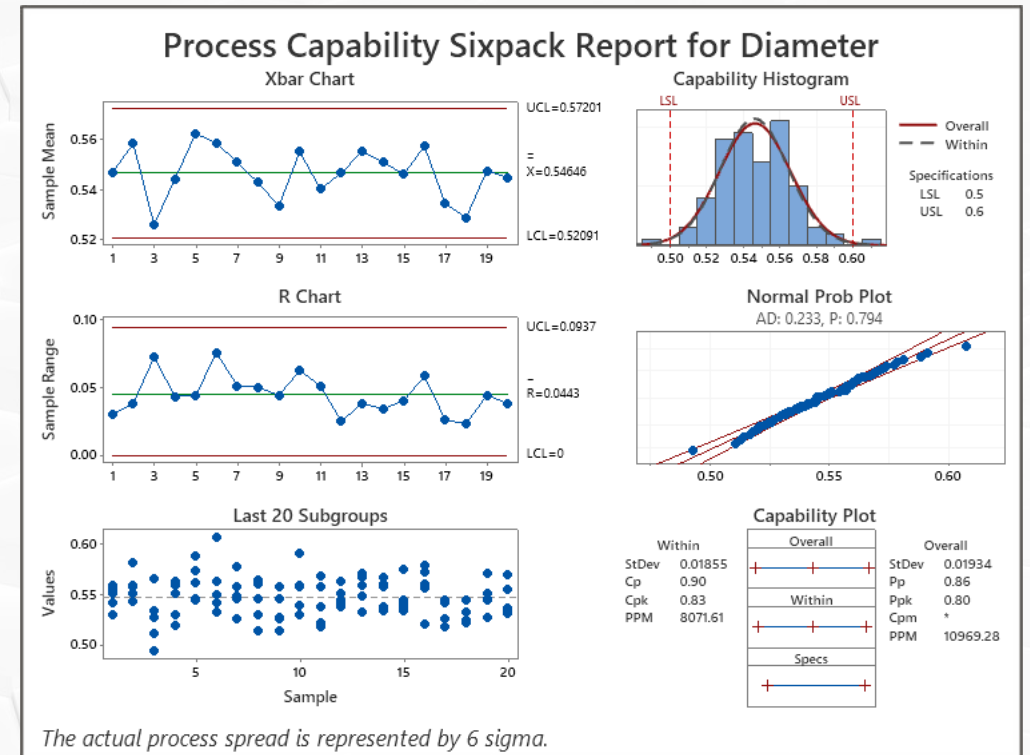 Process Capability Sixpack Report for Diameter
Xbar Chart
Sample Mean
0.56
0.54
0.52
1 3 5 7 9 11 13 15 17 19
UCL=0.57201
X=0.54646
LCL=0.52091
R Chart
Sample Range
0.10
0.05
0.00
1 3 5 7 9 11 13 15 17 19
UCL=0.0937
R=0.0443
LCL=0
Last 20 Subgroups
Values
0.60
0.55
0.50
5 10 15 20
Sample
Capability Histogram
LSL USL
0.50 0.52 0.54 0.56 0.58 0.60
Overall
Within
Specifications
LSL 0.5
USL 0.6
Normal Prob Plot
AD: 0.233, P: 0.794
0.50 0.55 0.60
Capability Plot
Within
StDev 0.01855
Cp 0.90
Cpk 0.83
PPM 8071.61
Overall
Within
Specs
Overall
StDev 0.01934
Pp 0.86
Ppk 0.80
Cpm *
PPM 10969.28
The actual process spread is represented by 6 sigma.